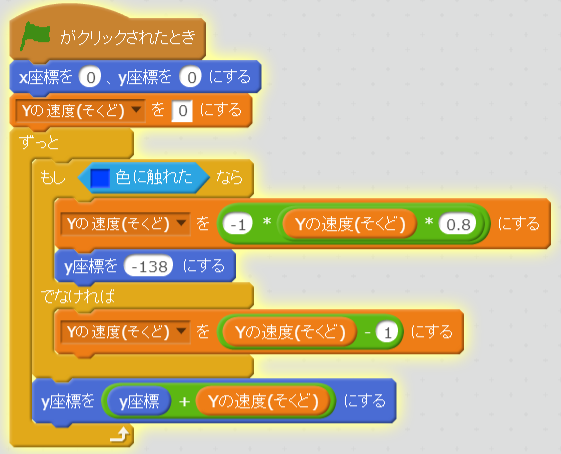 がクリックされたとき
x座標を 0 、y座標を 0 にする
Yの速度(そくど) を 0 にする
ずっと
もし 色に触れた なら
Yの速度(そくど) を -1 * Yの速度(そくど) * 0.8 にする
y座標を -138 にする
でなければ
Yの速度(そくど) を Yの速度(そくど) - 1 にする
y座標を y座標 + Yの速度(そくど) にする